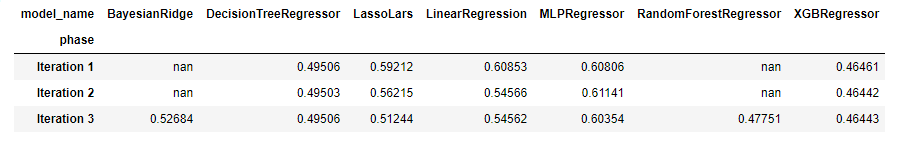 model_name BayesianRidge DecisionTreeRegressor LassoLars LinearRegression MLPRegressor RandomForestRegressor XGBRegressor
phase
Iteration 1 nan 0.49506 0.59212 0.60853 0.60806 nan 0.46461
Iteration 2 nan 0.49503 0.56215 0.54566 0.61141 nan 0.46442
Iteration 3 0.52684 0.49506 0.51244 0.54562 0.60354 0.47751 0.46443